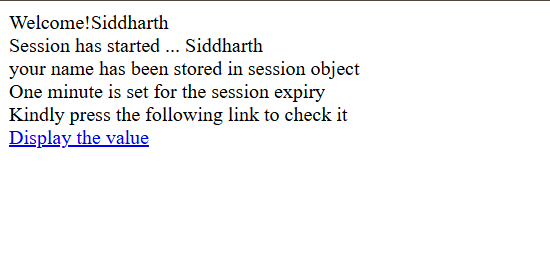 Welcome!Siddharth
Session has started ... Siddharth
your name has been stored in session object
One minute is set for the session expiry
Kindly press the following link to check it
Display the value